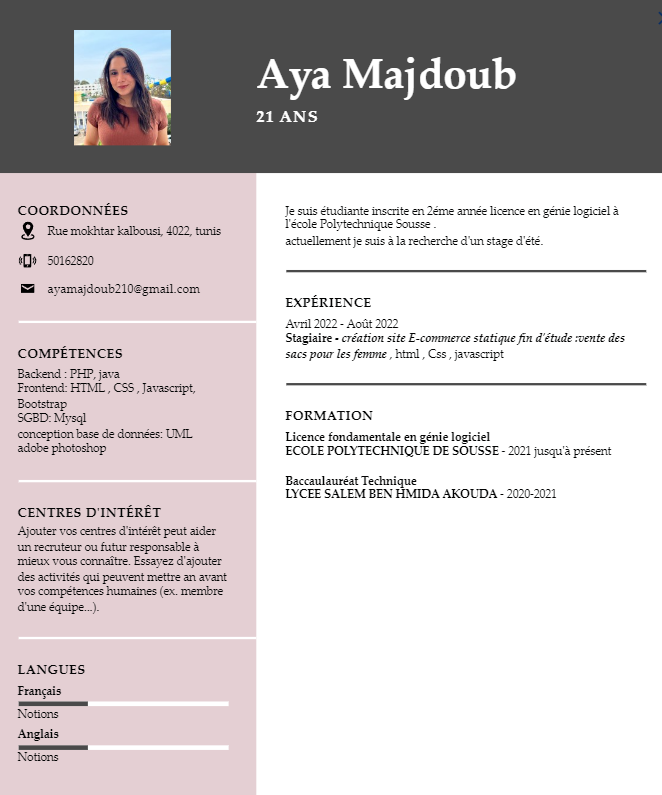 Aya Majdoub
21 ANS
COORDONNÉES
Rue mokhtar kalbousi, 4022, tunis
50162820
ayamajdoub210@gmail.com
COMPÉTENCES
Backend : PHP, java
Frontend: HTML , CSS , Javascript,
Bootstrap
SGBD: Mysql
conception base de données: UML
adobe photoshop
CENTRES D'INTÉRÊT
Ajouter vos centres d'intérêt peut aider
un recruteur ou futur responsable à
mieux vous connaître. Essayez d'ajouter
des activités qui peuvent mettre an avant
vos compétences humaines (ex. membre
d'une équipe...).
LANGUES
Français
Notions
Anglais
Notions
Je suis étudiante inscrite en 2éme année licence en génie logiciel à
l'école Polytechnique Sousse .
actuellement je suis à la recherche d'un stage d'été.
EXPÉRIENCE
Avril 2022 - Août 2022
Stagiaire - création site E-commerce statique fin d'étude :vente des
sacs pour les femme , html , Css , javascript
FORMATION
Licence fondamentale en génie logiciel
ECOLE POLYTECHNIQUE DE SOUSSE - 2021 jusqu'à présent
Baccaulauréat Technique
LYCEE SALEM BEN HMIDA AKOUDA - 2020-2021